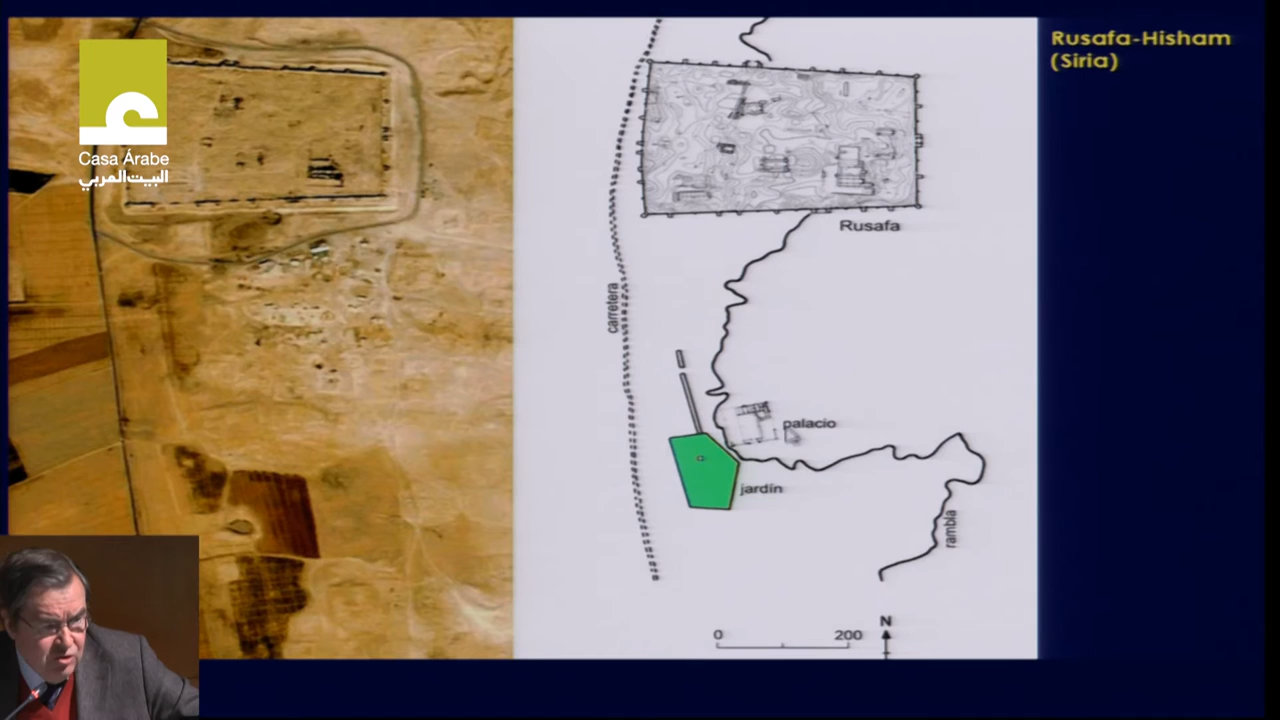 Casa Árabe
البيت العربي
Rusafa-Hisham
(Siria)
Rusafa
carretera
palacio
jardín
rambla
N
0 200